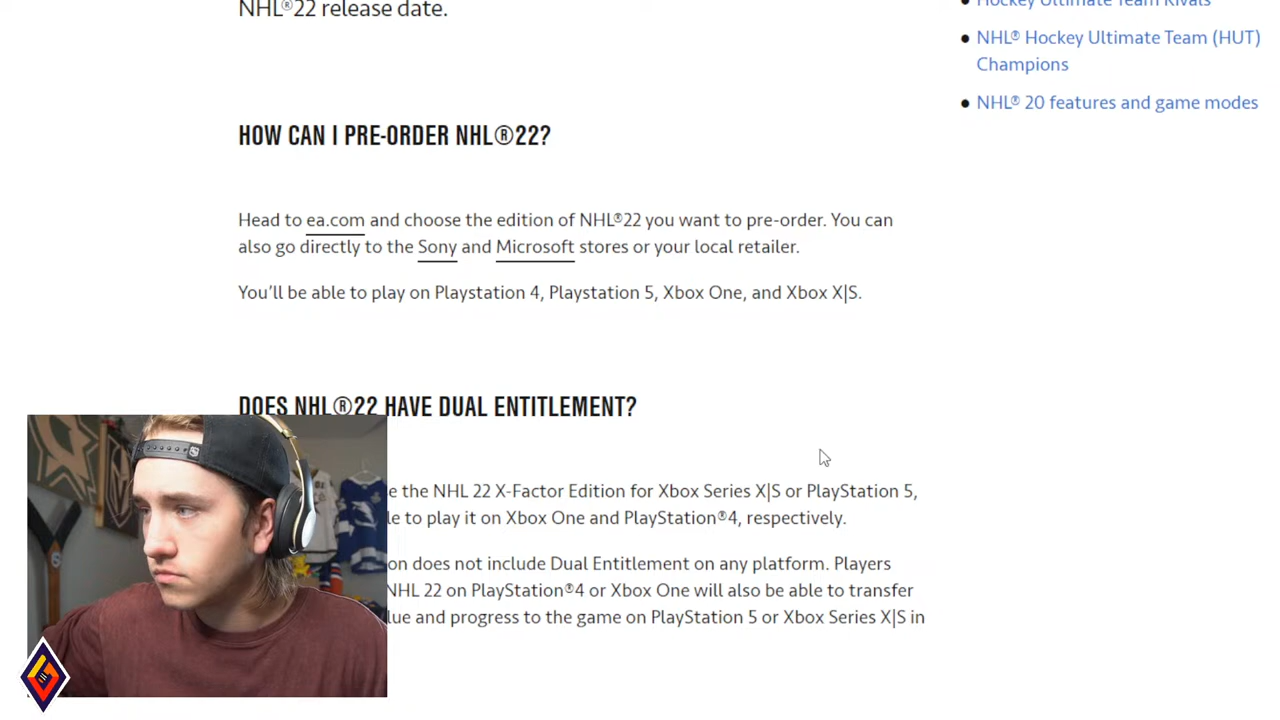 NHL®22 release date.
Hockey Ultimate Team Rivals
NHL® Hockey Ultimate Team (HUT)
Champions
NHL® 20 features and game modes
HOW CAN I PRE-ORDER NHL®22?
Head to ea.com and choose the edition of NHL®22 you want to pre-order. You can
also go directly to the Sony and Microsoft stores or your local retailer.
You'll be able to play on Playstation 4, Playstation 5, Xbox One, and Xbox X|S.
DOES NHL®22 HAVE DUAL ENTITLEMENT?
the NHL 22 X-Factor Edition for Xbox Series X|S or PlayStation 5,
to play it on Xbox One and PlayStation®4, respectively.
does not include Dual Entitlement on any platform. Players
NHL 22 on PlayStation®4 or Xbox One will also be able to transfer
and progress to the game on PlayStation 5 or Xbox Series X|S in